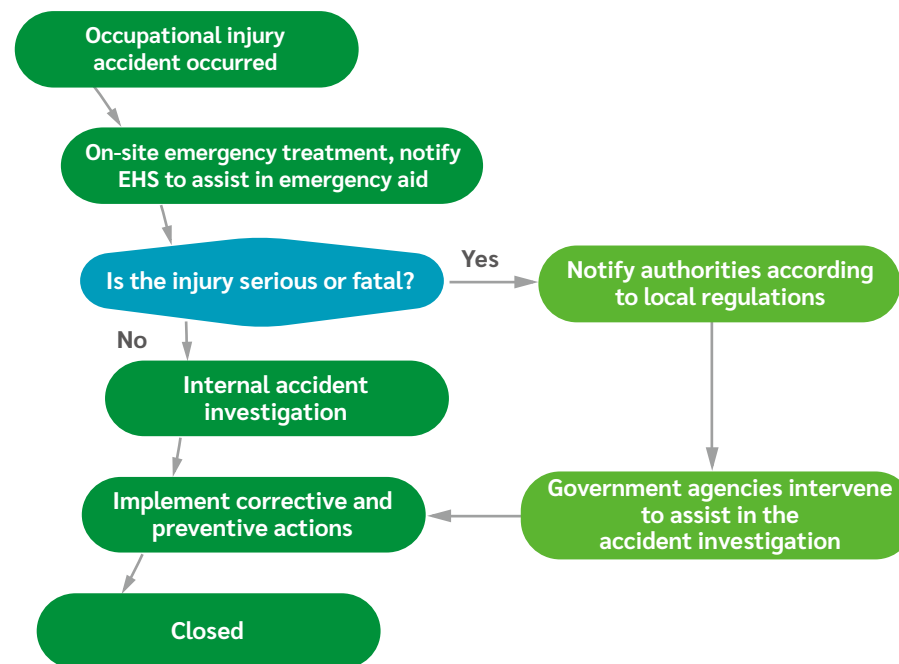 Occupational injury
accident occurred
On-site emergency treatment, notify
EHS to assist in emergency aid
Is the injury serious or fatal?
Yes
Notify authorities according
to local regulations
No
Internal accident
investigation
Implement corrective and
preventive actions
Government agencies intervene
to assist in the
accident investigation
Closed